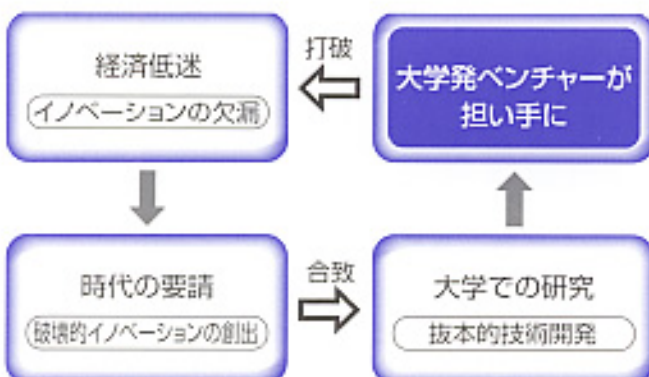 経済低迷
イノベーションの欠漏
打破
大学発ベンチャーが
担い手に
時代の要請
破壊的イノベーションの創出
合致
大学での研究
抜本的技術開発